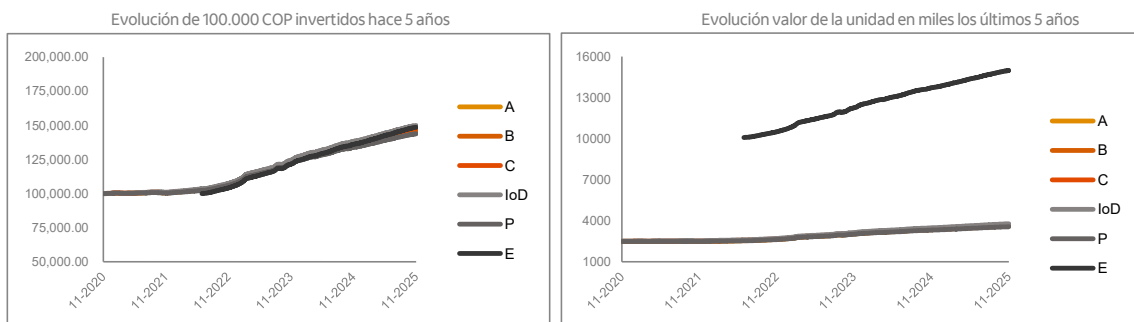 Evolución de 100.000 COP invertidos hace 5 años
200,000.00
175,000.00
150,000.00
125,000.00
100,000.00
75,000.00
50,000.00
11-2020
11-2021
11-2022
11-2023
11-2024
11-2025
A
B
C
IoD
P
E
Evolución valor de la unidad en miles los últimos 5 años
16000
13000
10000
7000
4000
1000
11-2020
11-2021
11-2022
11-2023
11-2024
11-2025
A
B
C
IoD
P
E